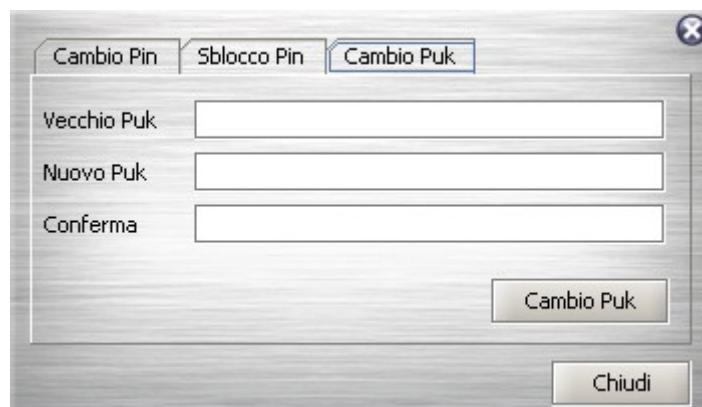 Cambio Pin Sblocco Pin Cambio Puk
Vecchio Puk
Nuovo Puk
Conferma
Cambio Puk
Chiudi